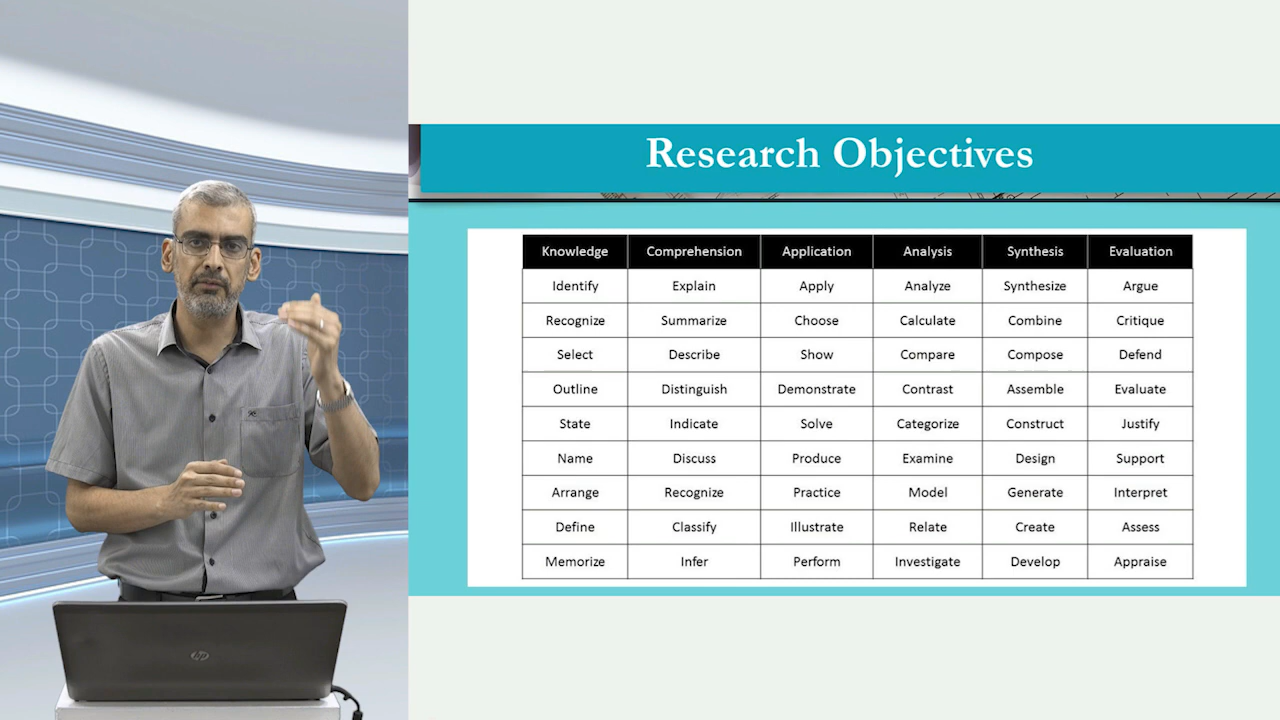 Research Objectives
Knowledge Comprehension Application Analysis Synthesis Evaluation
Identify Explain Apply Analyze Synthesize Argue
Recognize Summarize Choose Calculate Combine Critique
Select Describe Show Compare Compose Defend
Outline Distinguish Demonstrate Contrast Assemble Evaluate
State Indicate Solve Categorize Construct Justify
Name Discuss Produce Examine Design Support
Arrange Recognize Practice Model Generate Interpret
Define Classify Illustrate Relate Create Assess
Memorize Infer Perform Investigate Develop Appraise
hp